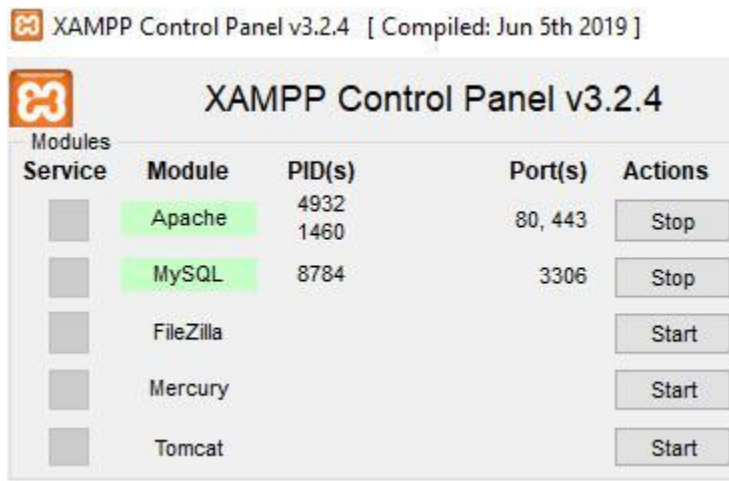 XAMPP Control Panel v3.2.4 [ Compiled: Jun 5th 2019 ]
XAMPP Control Panel v3.2.4
Modules
Service Module PID(s) Port(s) Actions
Apache 4932 1460 80, 443 Stop
MySQL 8784 3306 Stop
FileZilla Start
Mercury Start
Tomcat Start